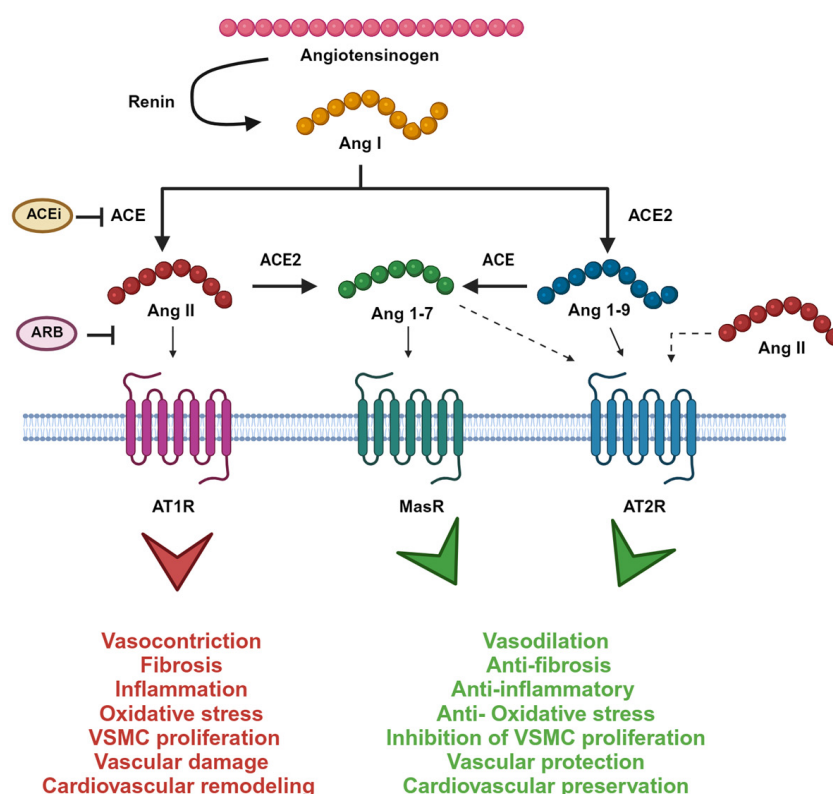 Angiotensinogen
Renin
Ang I
ACEi
ACE
ACE2
ACE2
ACE
Ang II
Ang 1-7
Ang 1-9
ARB
Ang II
AT1R
MasR
AT2R
Vasocontriction
Fibrosis
Inflammation
Oxidative stress
VSMC proliferation
Vascular damage
Cardiovascular remodeling
Vasodilation
Anti-fibrosis
Anti-inflammatory
Anti- Oxidative stress
Inhibition of VSMC proliferation
Vascular protection
Cardiovascular preservation